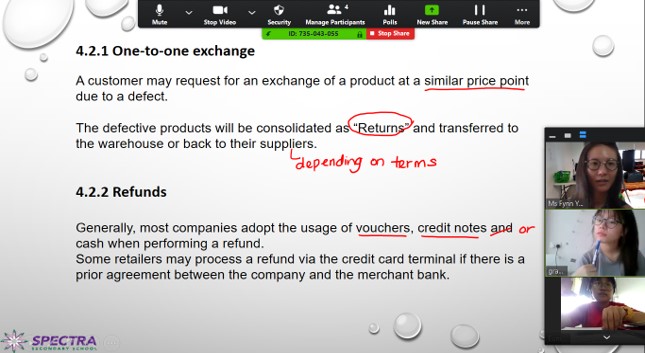 Mute
Stop Video
Security
4
Manage Participants
Polls
New Share
Pause Share
More
ID: 735-043-055
Stop Share
4.2.1 One-to-one exchange
A customer may request for an exchange of a product at a similar price point
due to a defect.
The defective products will be consolidated as “Returns” and transferred to
the warehouse or back to their suppliers.
depending on terms
4.2.2 Refunds
Generally, most companies adopt the usage of vouchers, credit notes and or
cash when performing a refund.
Some retailers may process a refund via the credit card terminal if there is a
prior agreement between the company and the merchant bank.
Ms Fynn Y...
gra...
SPECTRA
SECONDARY SCHOOL